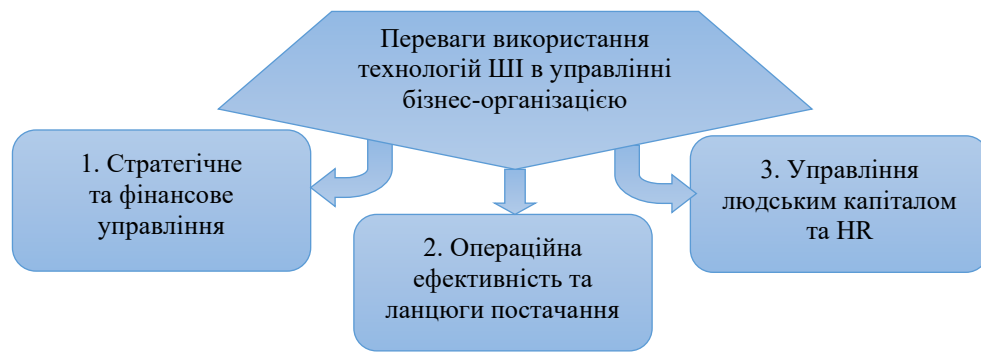 Переваги використання
технологій ШІ в управлінні
бізнес-організацією
1. Стратегічне
та фінансове
управління
2. Операційна
ефективність та
ланцюги постачання
3. Управління
людським капіталом
та HR